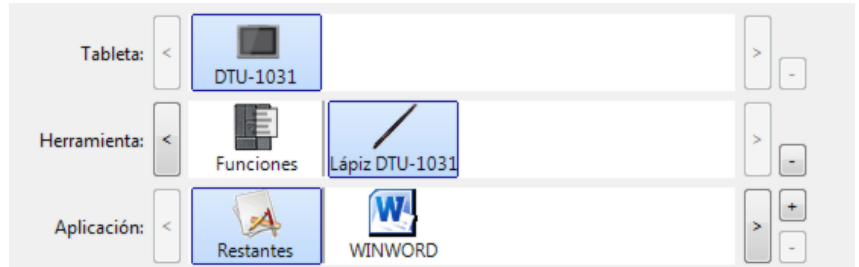 Tableta: < DTU-1031 > -
Herramienta: < Funciones Lápiz DTU-1031 > -
Aplicación: < Restantes WINWORD > + -